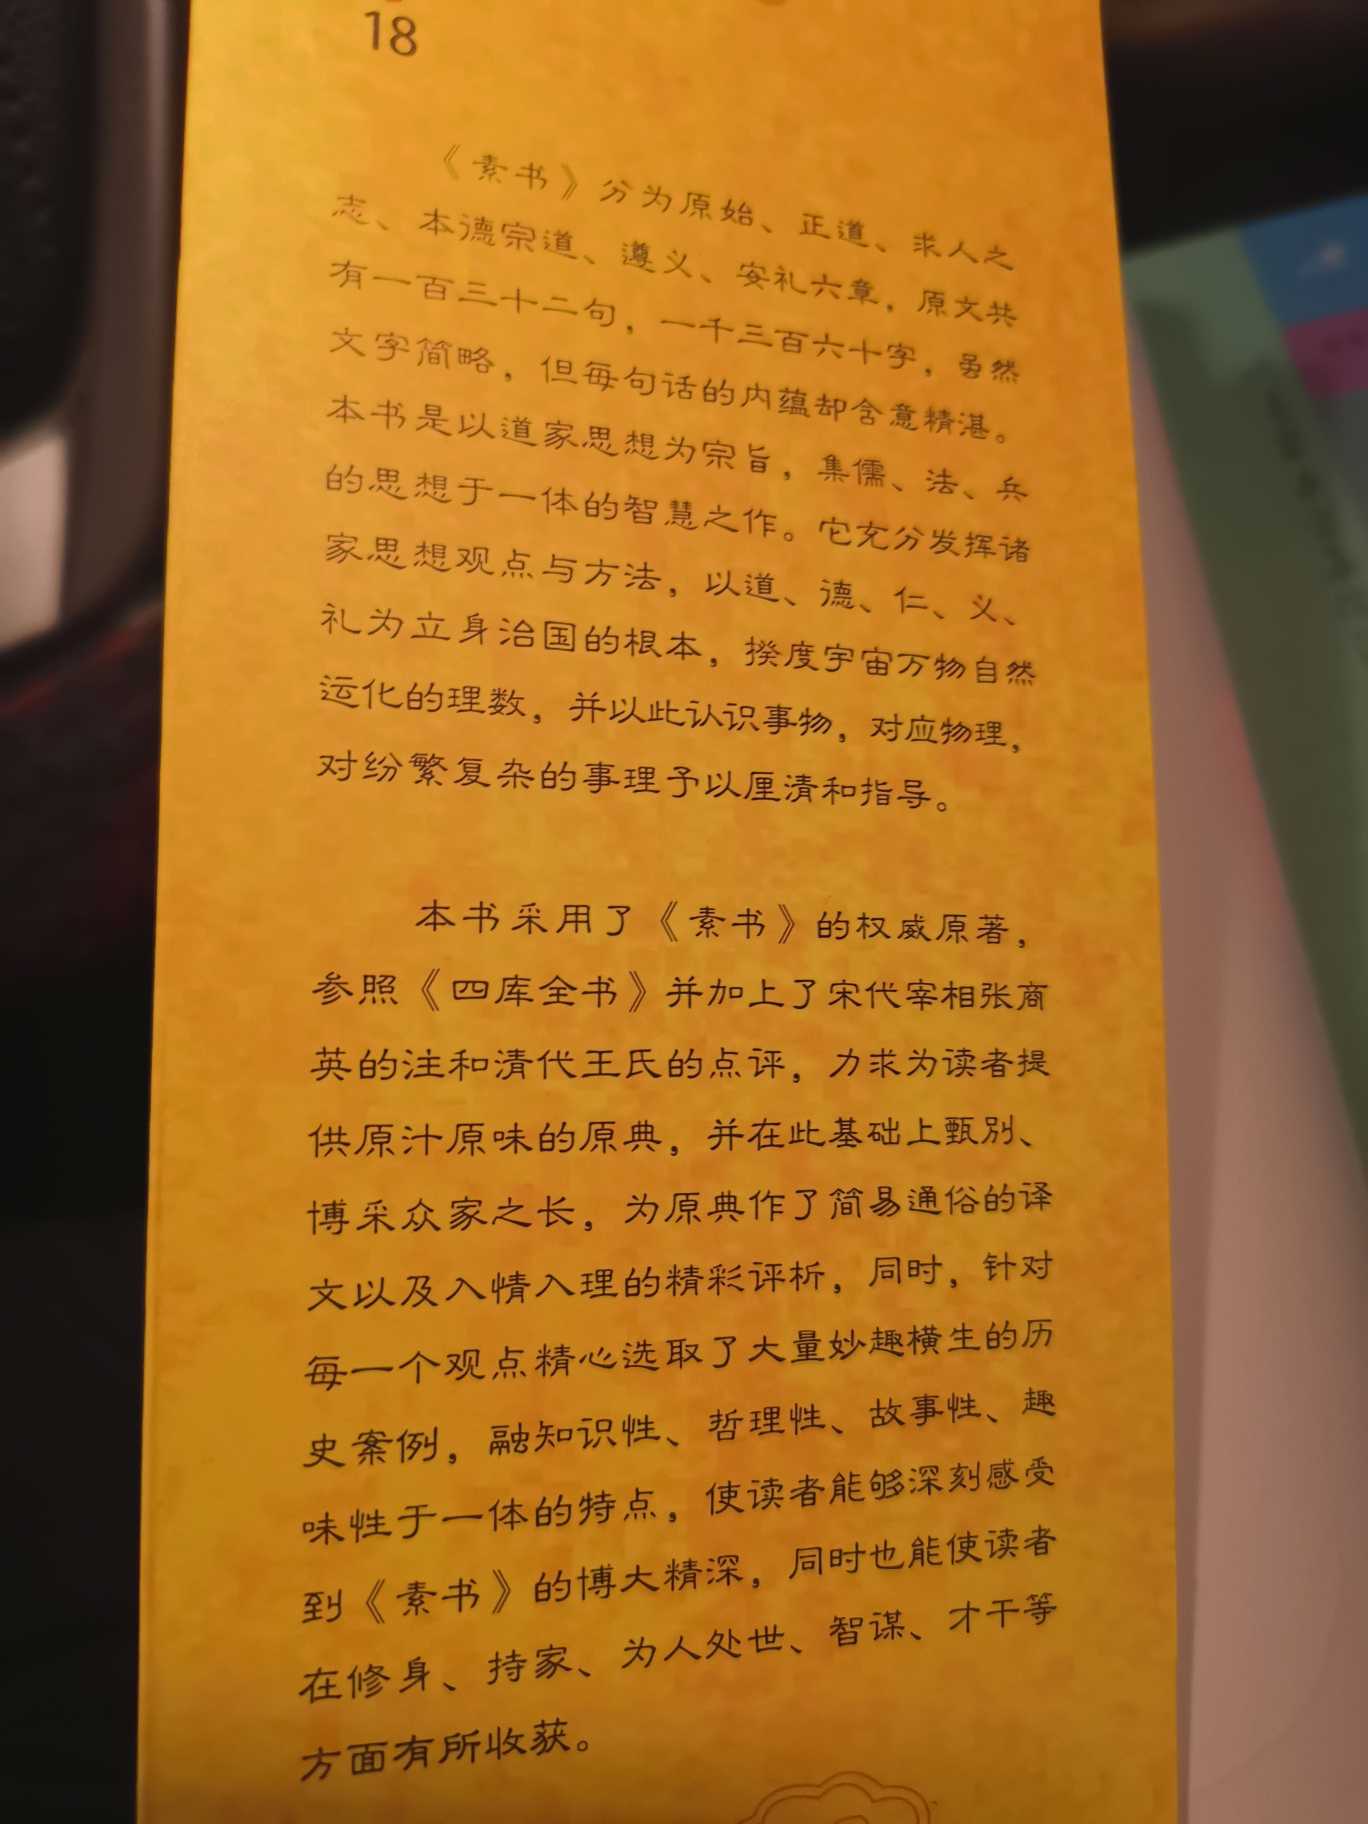 18
《素书》分为原始、正道、求人之
志、本德宗道、遵义、安礼六章，原文共
有一百三十二句，一千三百六十字，虽然
文字简略，但每句话的内蕴却含意精湛。
本书是以道家思想为宗旨，集儒、法、兵
的思想于一体的智慧之作。它充分发挥诸
家思想观点与方法，以道、德、仁、义、
礼为立身治国的根本，揆度宇宙万物自然
运化的理数，并以此认识事物，对应物理，
对纷繁复杂的事理予以厘清和指导。
本书采用了《素书》的权威原著，
参照《四库全书》并加上了宋代宰相张商
英的注和清代王氏的点评，力求为读者提
供原汁原味的原典，并在此基础上甄别、
博采众家之长，为原典作了简易通俗的译
文以及入情入理的精彩评析，同时，针对
每一个观点精心选取了大量妙趣横生的历
史案例，融知识性、哲理性、故事性、趣
味性于一体的特点，使读者能够深刻感受
到《素书》的博大精深，同时也能使读者
在修身、持家、为人处世、智谋、才干等
方面有所收获。